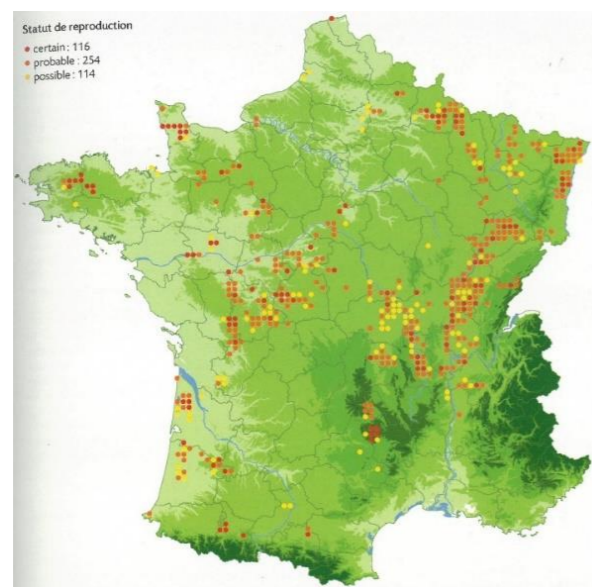 Statut de reproduction
certain : 116
probable : 254
possible : 114